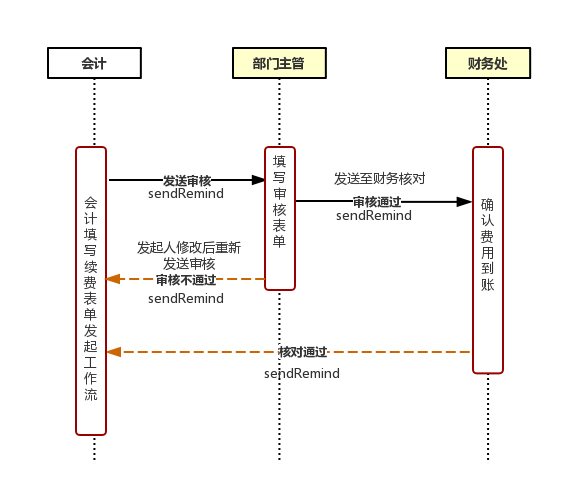 会计
部门主管
财务处
发送审核
sendRemind
填写审核表单
发送至财务核对
审核通过
sendRemind
确认费用到账
会计填写续费表单发起工作流
发起人修改后重新
发送审核
审核不通过
sendRemind
核对通过
sendRemind